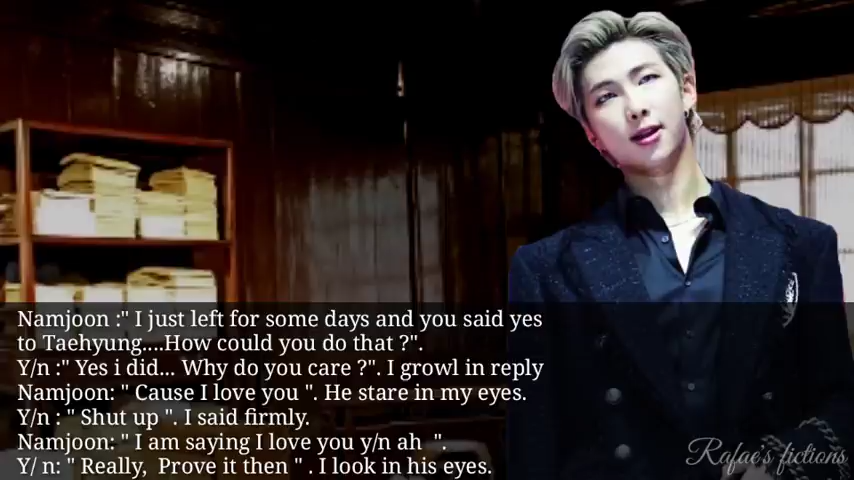 Namjoon :" I just left for some days and you said yes
to Taehyung....How could you do that ?".
Y/n :" Yes i did... Why do you care ?". I growl in reply
Namjoon: " Cause I love you ". He stare in my eyes.
Y/n : " Shut up ". I said firmly.
Namjoon: " I am saying I love you y/n ah  ".
Y/ n: " Really,  Prove it then " . I look in his eyes.
Rafae's fictions